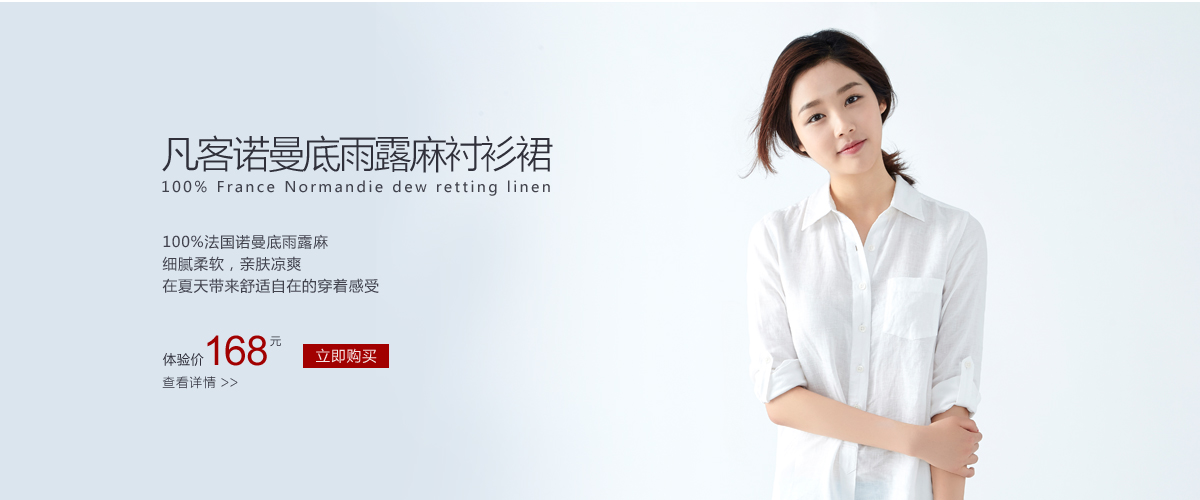 凡客诺曼底雨露麻衬衫裙
100% France Normandie dew retting linen
100%法国诺曼底雨露麻
细腻柔软，亲肤凉爽
在夏天带来舒适自在的穿着感受
体验价168元
立即购买
查看详情 >>